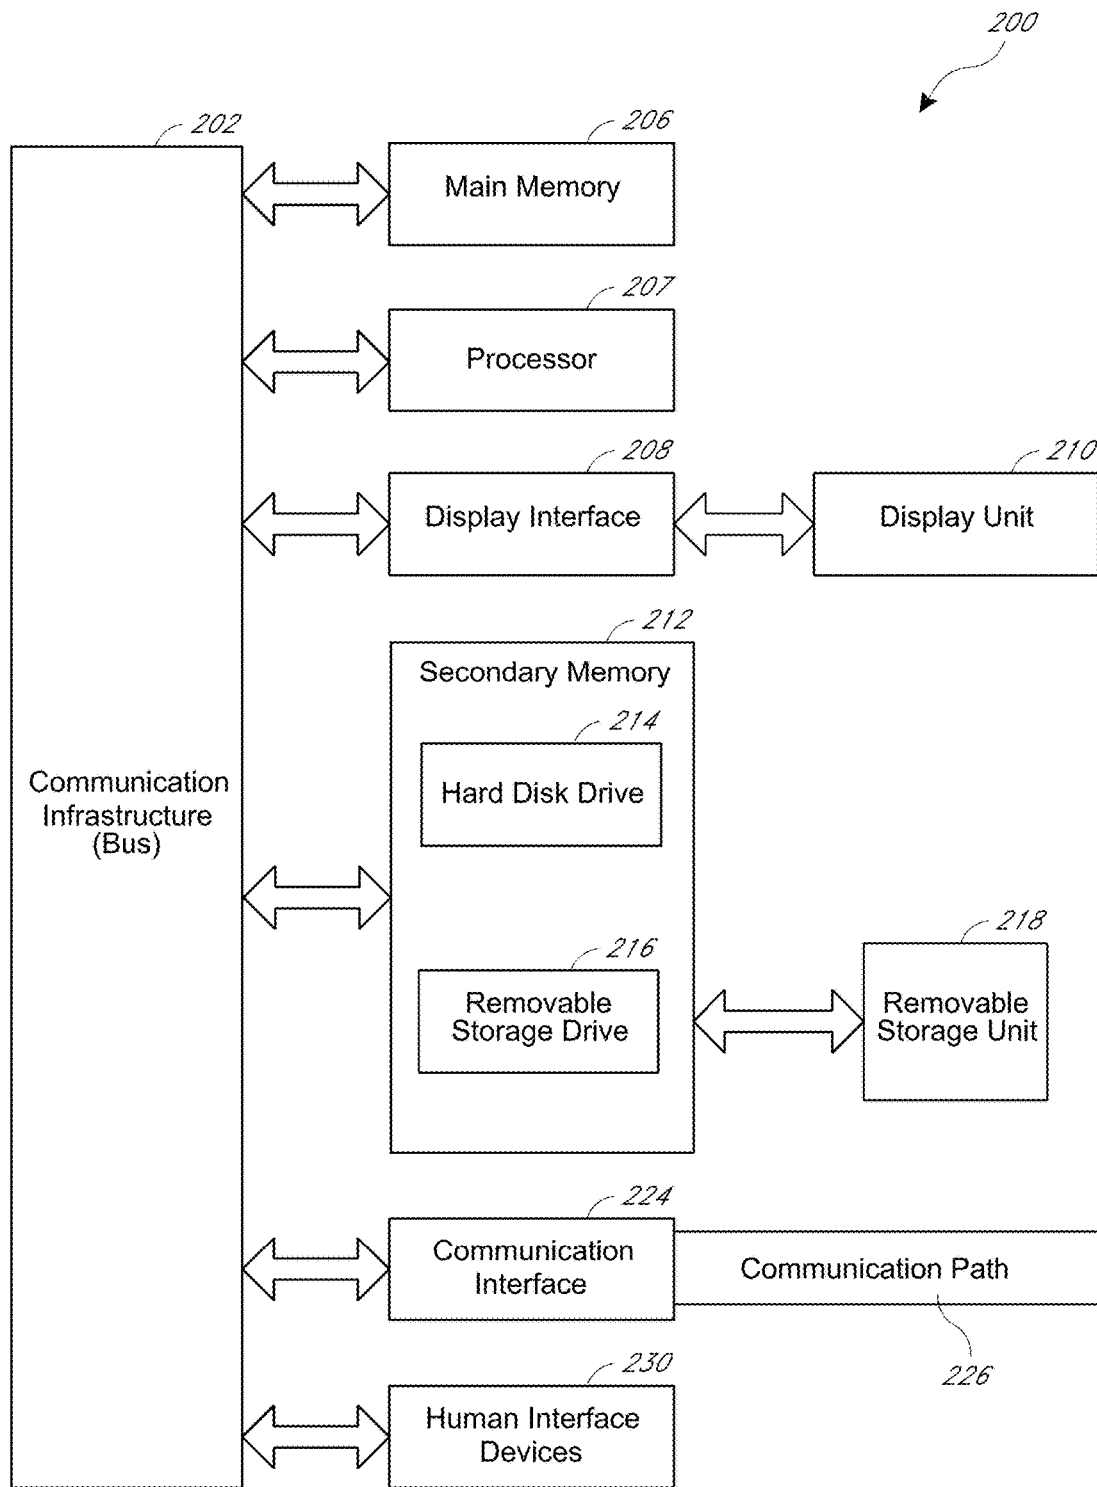 200
202
206
Main Memory
207
Processor
208
Display Interface
210
Display Unit
212
Secondary Memory
214
Hard Disk Drive
Communication
Infrastructure
(Bus)
216
Removable
Storage Drive
218
Removable
Storage Unit
224
Communication
Interface
Communication Path
226
230
Human Interface
Devices